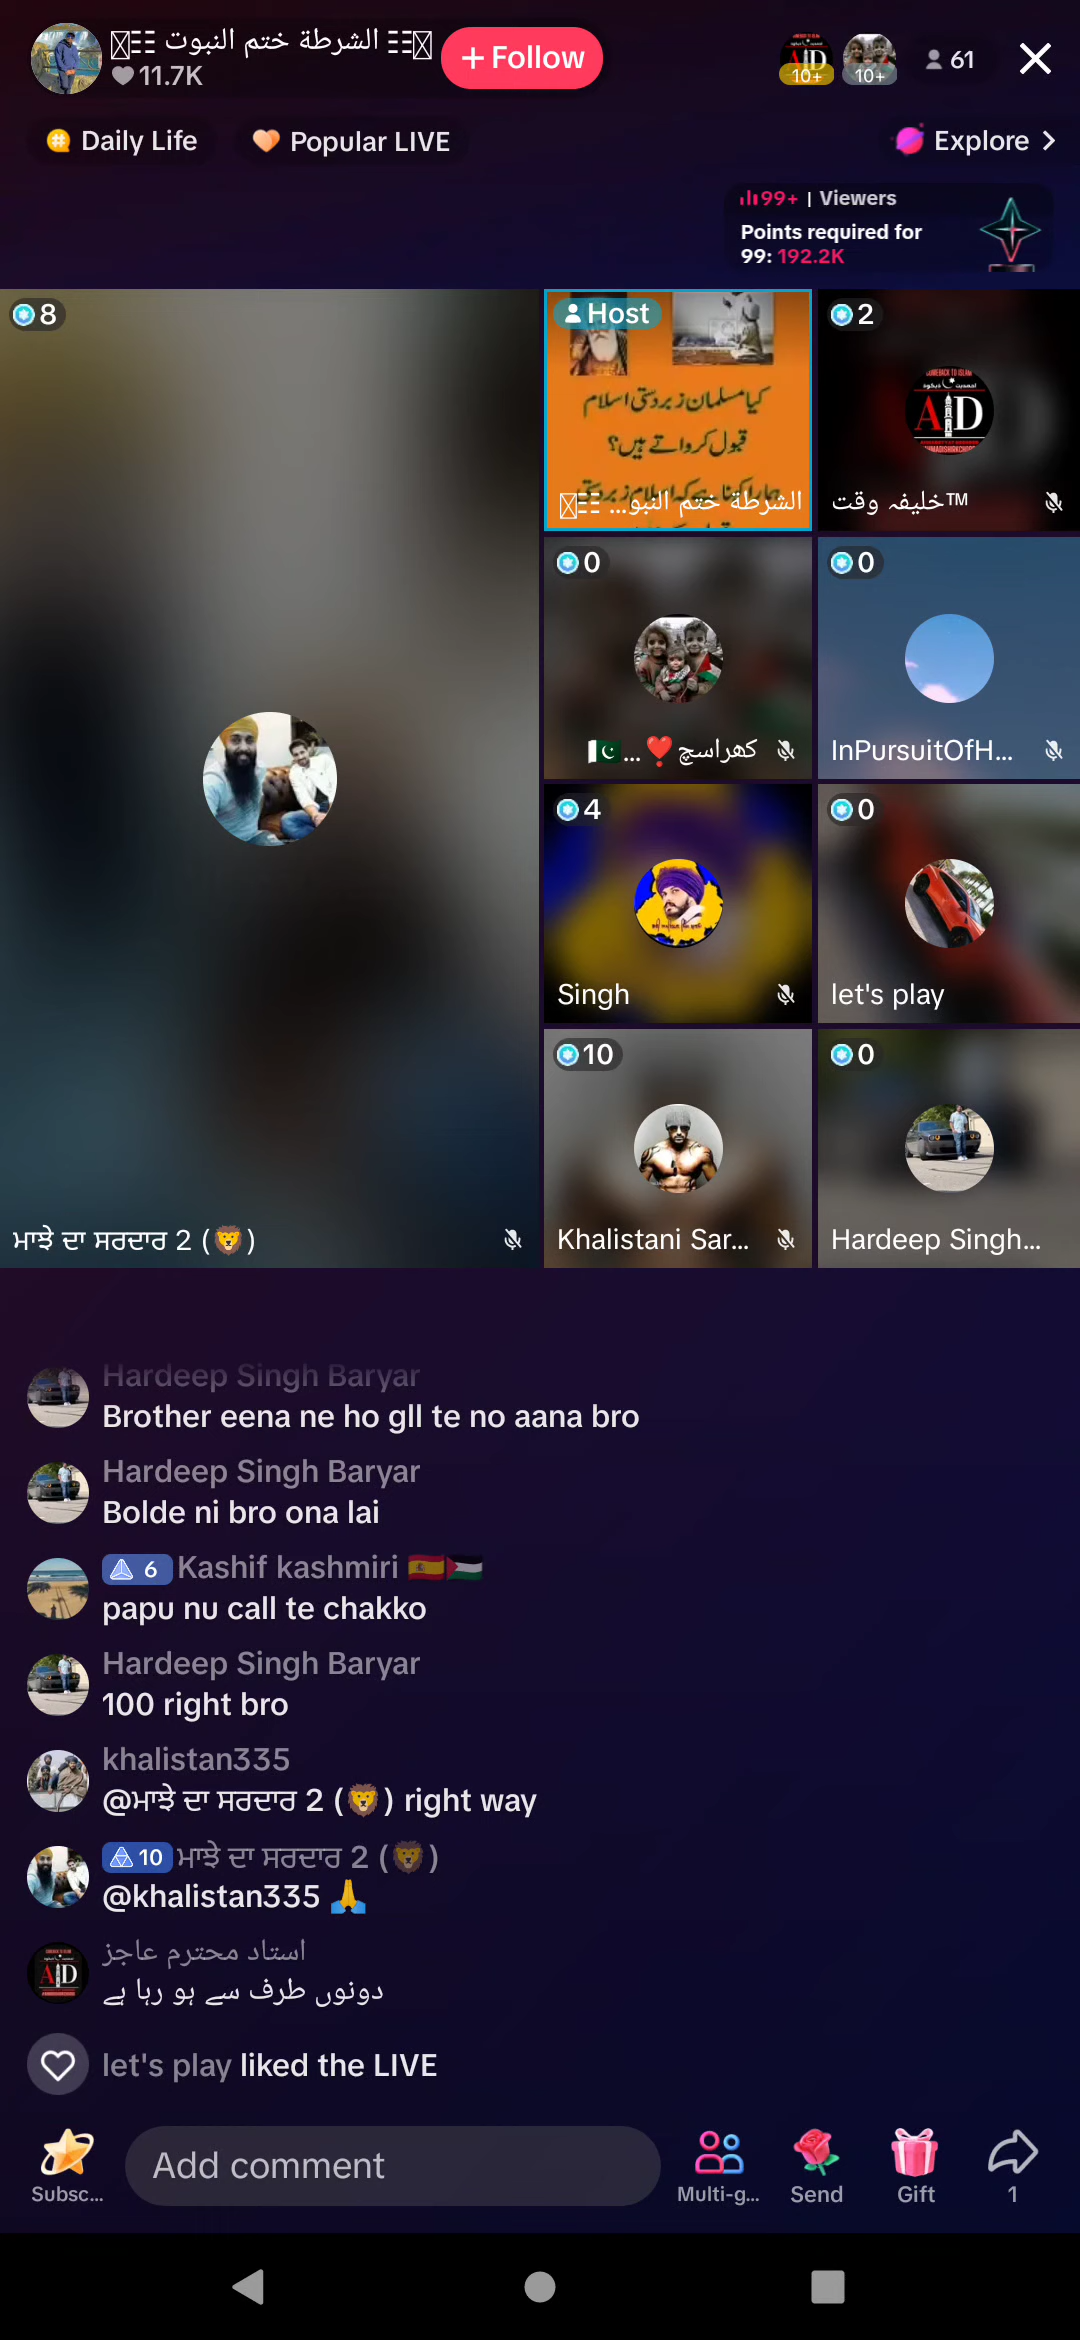 الشرطة ختم النبوت
11.7K
+ Follow
10+
10+
61
Daily Life
Popular LIVE
Explore
99+ | Viewers
Points required for
99: 192.2K
8
Host
کیا مسلمان زبردستی اسلام
قبول کرواتے ہیں؟
الشرطة ختم النبو...
2
COMEBACK TO ISLAM
AD
خلیفہ وقت™
0
کھراسچ❤️...🇵🇰
0
InPursuitOfH...
4
Singh
0
let's play
ਮਾਝੇ ਦਾ ਸਰਦਾਰ 2 (🦁)
10
Khalistani Sar...
0
Hardeep Singh...
Hardeep Singh Baryar
Brother eena ne ho gll te no aana bro
Hardeep Singh Baryar
Bolde ni bro ona lai
6 Kashif kashmiri 🇪🇸🇵🇸
papu nu call te chakko
Hardeep Singh Baryar
100 right bro
khalistan335
@ਮਾਝੇ ਦਾ ਸਰਦਾਰ 2 (🦁) right way
10 ਮਾਝੇ ਦਾ ਸਰਦਾਰ 2 (🦁)
@khalistan335 🙏
استاد محترم عاجز
دونوں طرف سے ہو رہا ہے
let's play liked the LIVE
Subsc...
Add comment
Multi-g...
Send
Gift
1